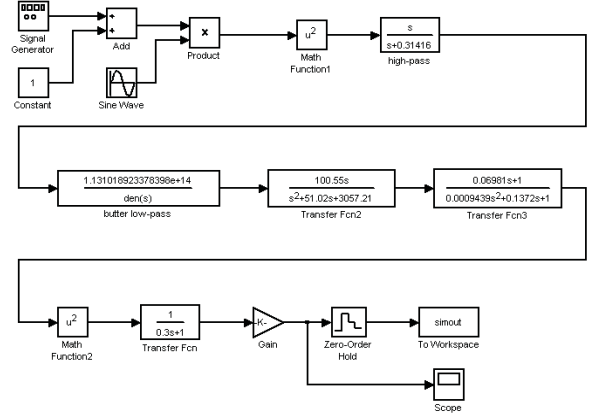 Signal
Generator
+
+
Add
1
Constant
Sine Wave
x
Product
u2
Math
Function1
s
s+0.31416
high-pass
1.131018923378398e+14
den(s)
butter low-pass
100.55s
s2+51.02s+3057.21
Transfer Fcn2
0.06981s+1
0.0009439s2+0.1372s+1
Transfer Fcn3
u2
Math
Function2
1
0.3s+1
Transfer Fcn
-K-
Gain
Zero-Order
Hold
simout
To Workspace
Scope